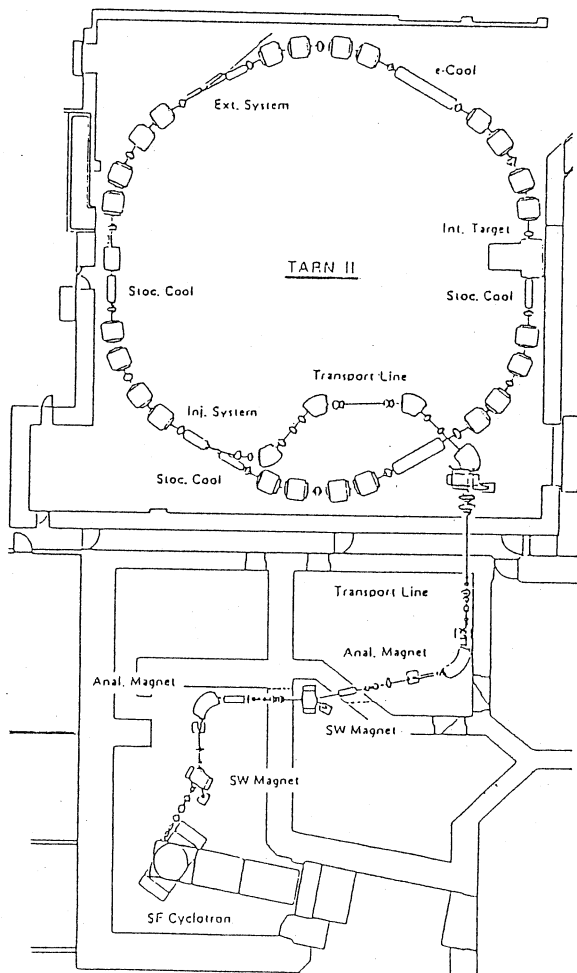 e-Cool
Ext. System
Int. Target
TARN II
Stoc. Cool
Stoc. Cool
Transport Line
Inj. System
Stoc. Cool
Transport Line
Anal. Magnet
Anal. Magnet
SW Magnet
SW Magnet
SF Cyclotron